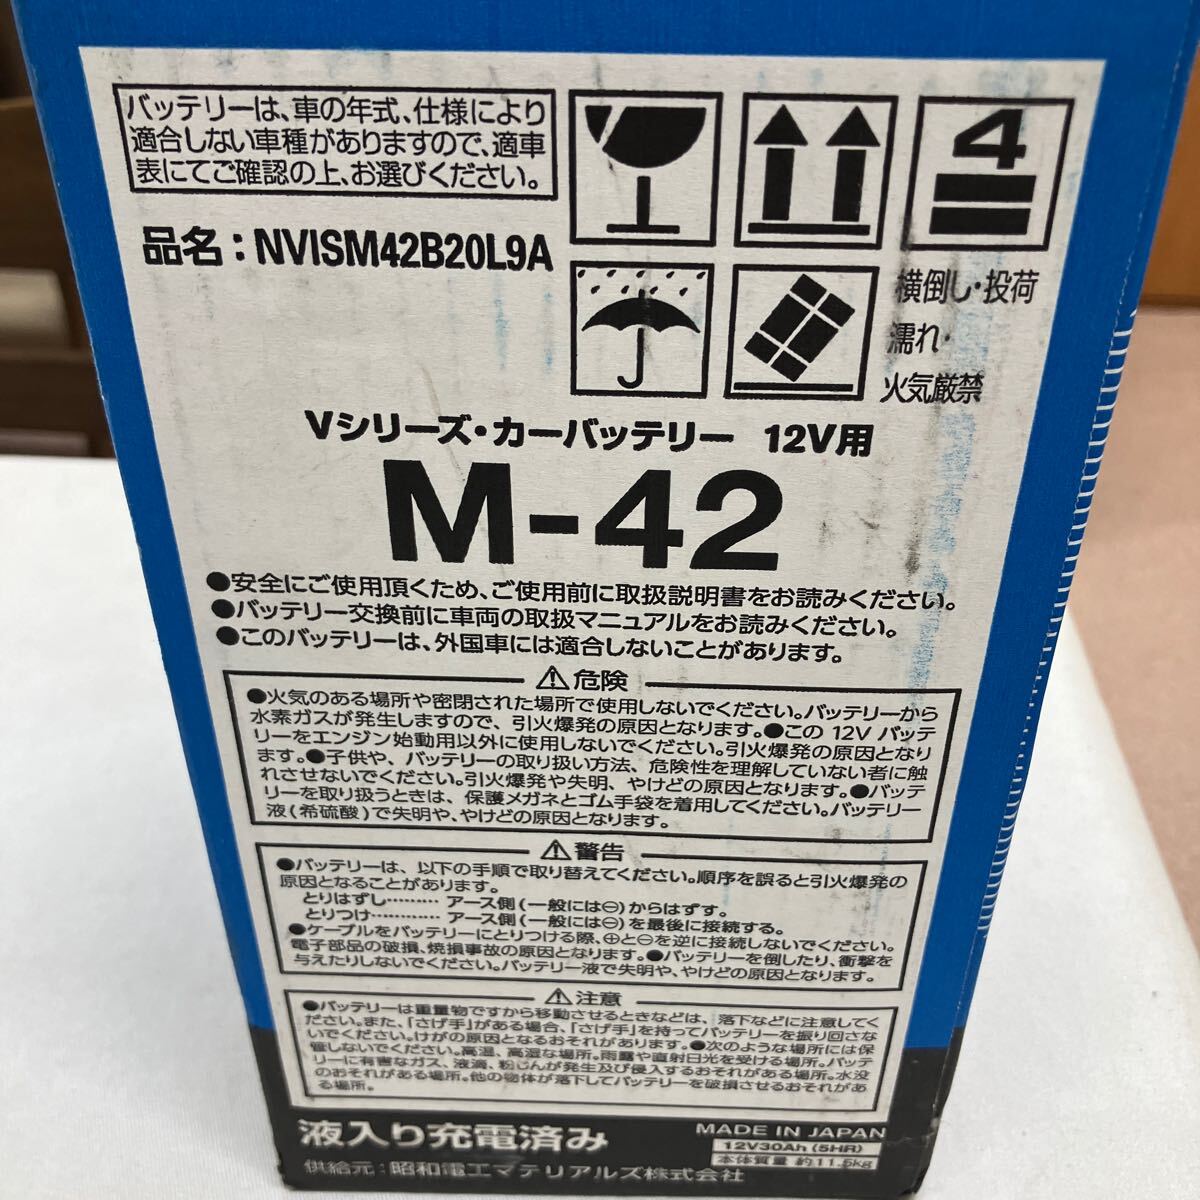 バッテリーは、車の年式、仕様により
適合しない車種がありますので、適車
表にてご確認の上、お選びください。
品名：NVISM42B20L9A
4
横倒し・投荷
濡れ・
火気厳禁
Vシリーズ・カーバッテリー 12V用
M-42
●安全にご使用頂くため、ご使用前に取扱説明書をお読みください。
●バッテリー交換前に車両の取扱マニュアルをお読みください。
●このバッテリーは、外国車には適合しないことがあります。
⚠危険
●火気のある場所や密閉された場所で使用しないでください。バッテリーから
水素ガスが発生しますので、引火爆発の原因となります。●この 12V バッテ
リーをエンジン始動用以外に使用しないでください。引火爆発の原因となり
ます。●子供や、バッテリーの取り扱い方法、危険性を理解していない者に触
れさせないでください。引火爆発や失明、やけどの原因となります。●バッテ
リーを取り扱うときは、保護メガネとゴム手袋を着用してください。バッテリー
液(希硫酸)で失明や、やけどの原因となります。
⚠警告
●バッテリーは、以下の手順で取り替えてください。順序を誤ると引火爆発の
原因となることがあります。
とりはずし……… アース側(一般には⊖)からはずす。
とりつけ………… アース側(一般には⊖)を最後に接続する。
●ケーブルをバッテリーにとりつける際、⊕と⊖を逆に接続しないでください。
電子部品の破損、焼損事故の原因となります。●バッテリーを倒したり、衝撃を
与えたりしないでください。バッテリー液で失明や、やけどの原因となります。
⚠注意
●バッテリーは重量物ですから移動させるときなどは、落下などに注意してく
ださい。また、「さげ手」がある場合、「さげ手」を持ってバッテリーを振り回さな
いでください。けがの原因となるおそれがあります。●次のような場所には保
管しないでください。高温、高湿な場所。雨露や直射日光を受ける場所。バッテ
リーに有害なガス、液滴、粉じんが発生及び侵入するおそれがある場所。水没
のおそれがある場所。他の物体が落下してバッテリーを破損させるおそれがあ
る場所。
液入り充電済み
MADE IN JAPAN
12V30Ah (5HR)
本体質量 約11.5kg
供給元：昭和電工マテリアルズ株式会社